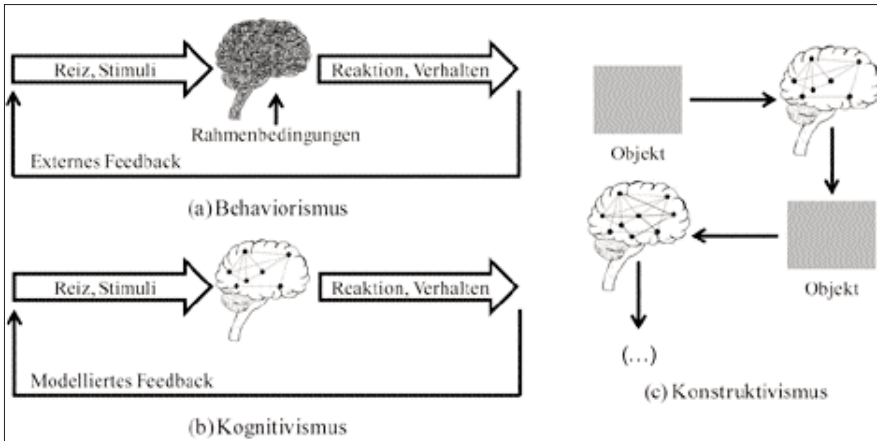 Reiz, Stimuli
Reaktion, Verhalten
Rahmenbedingungen
Externes Feedback
(a) Behaviorismus
Reiz, Stimuli
Reaktion, Verhalten
Modelliertes Feedback
(b) Kognitivismus
Objekt
Objekt
(...)
(c) Konstruktivismus